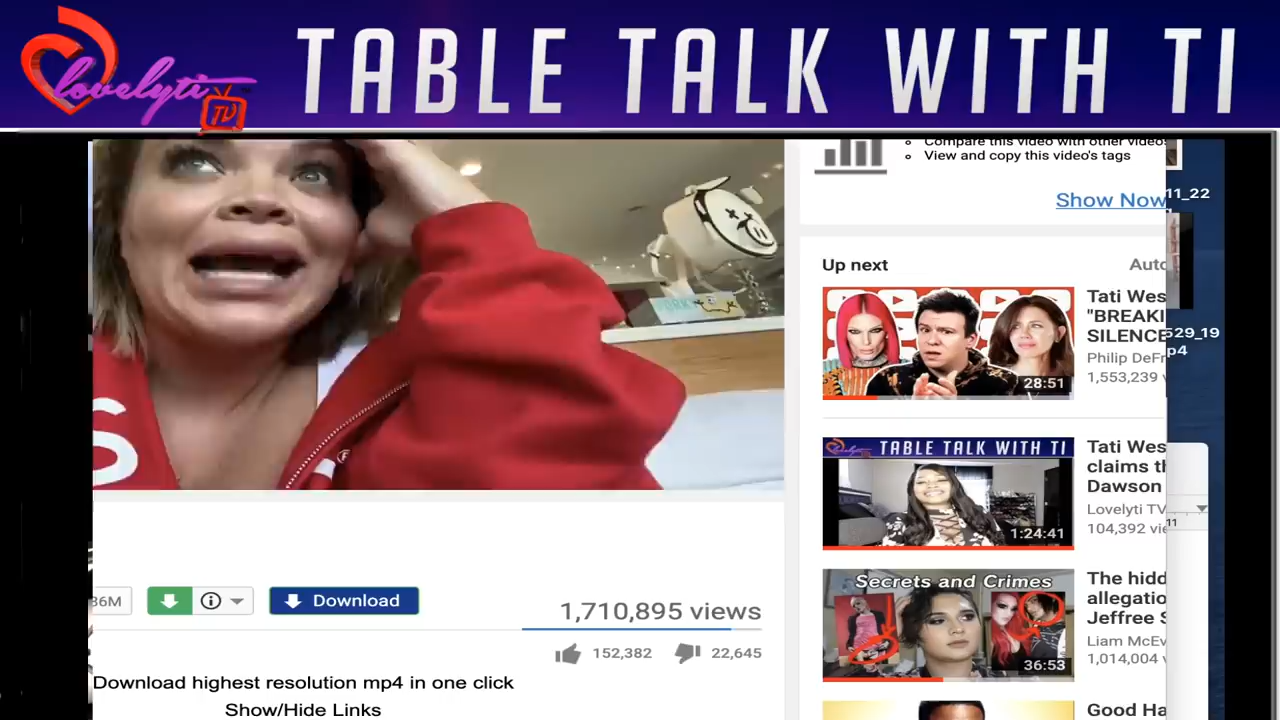 lovelyti TV
TABLE TALK WITH TI
Compare this video with other videos
View and copy this video's tags
Show Now
11_22
Up next
Auto
Tati Wes
"BREAKI
SILENCE
Philip DeFr
1,553,239
28:51
529_19
p4
S
TABLE TALK WITH TI
Tati Wes
claims th
Dawson
Lovelyti TV
104,392 vie
1:24:41
11
Secrets and Crimes
The hidd
allegatio
Jeffree S
Liam McEv
1,014,004
36:53
36M
Download
1,710,895 views
152,382
22,645
Download highest resolution mp4 in one click
Show/Hide Links
Good Ha